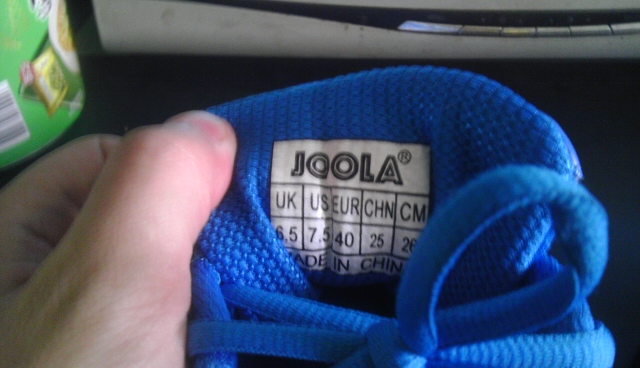 JOOLA®
UK US EUR CHN CM
6.5 7.5 40 25 26
MADE IN CHINA